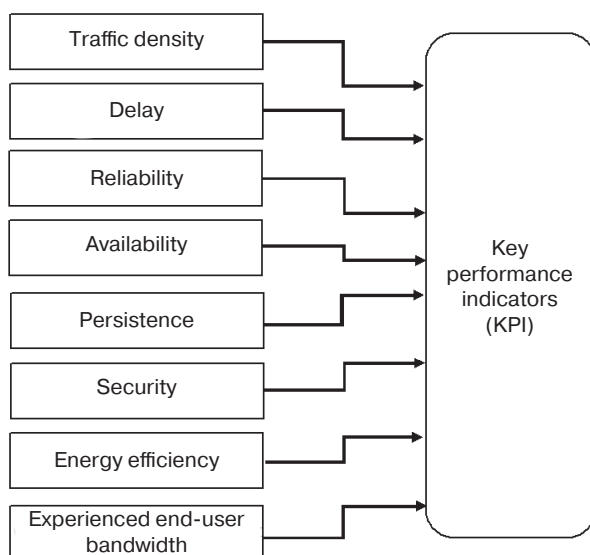 Traffic density
Delay
Reliability
Availability
Persistence
Security
Energy efficiency
Experienced end-user
bandwidth
Key
performance
indicators
(KPI)